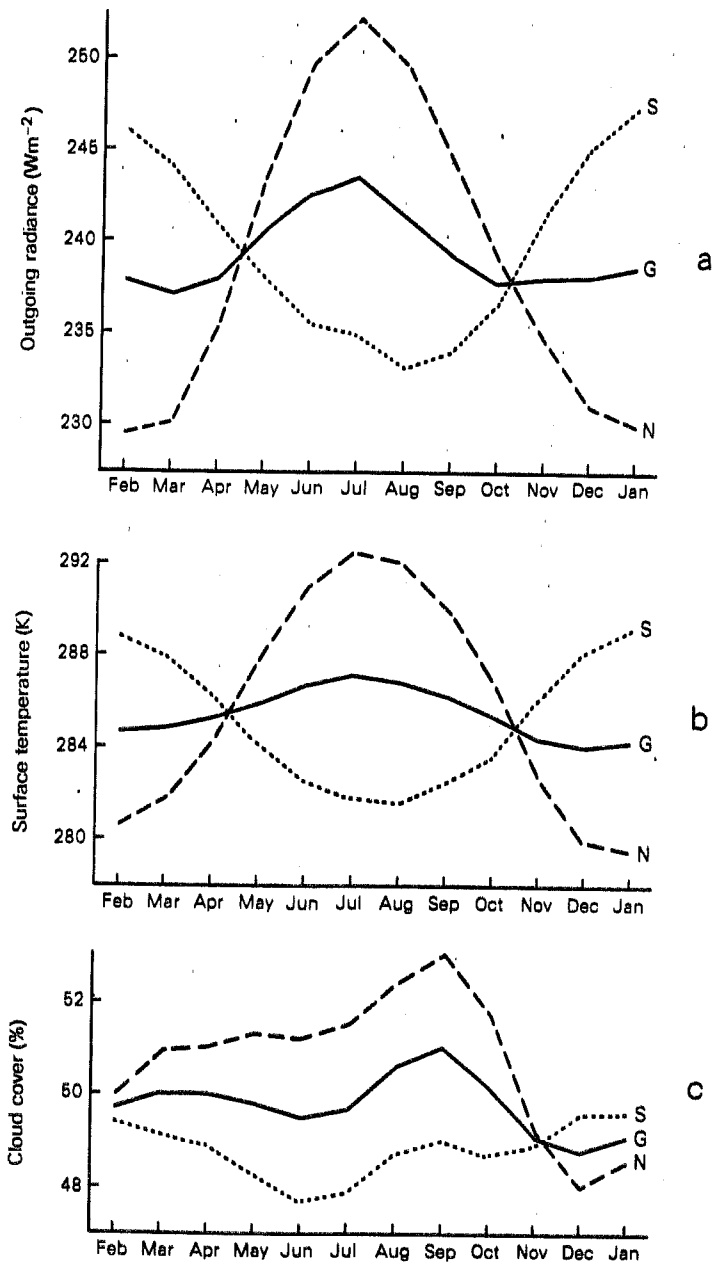 Outgoing radiance (Wm⁻²)
250
245
240
235
230
S
G
N
a
Feb Mar Apr May Jun Jul Aug Sep Oct Nov Dec Jan
Surface temperature (K)
292
288
284
280
S
G
N
b
Feb Mar Apr May Jun Jul Aug Sep Oct Nov Dec Jan
Cloud cover (%)
52
50
48
S
G
N
c
Feb Mar Apr May Jun Jul Aug Sep Oct Nov Dec Jan